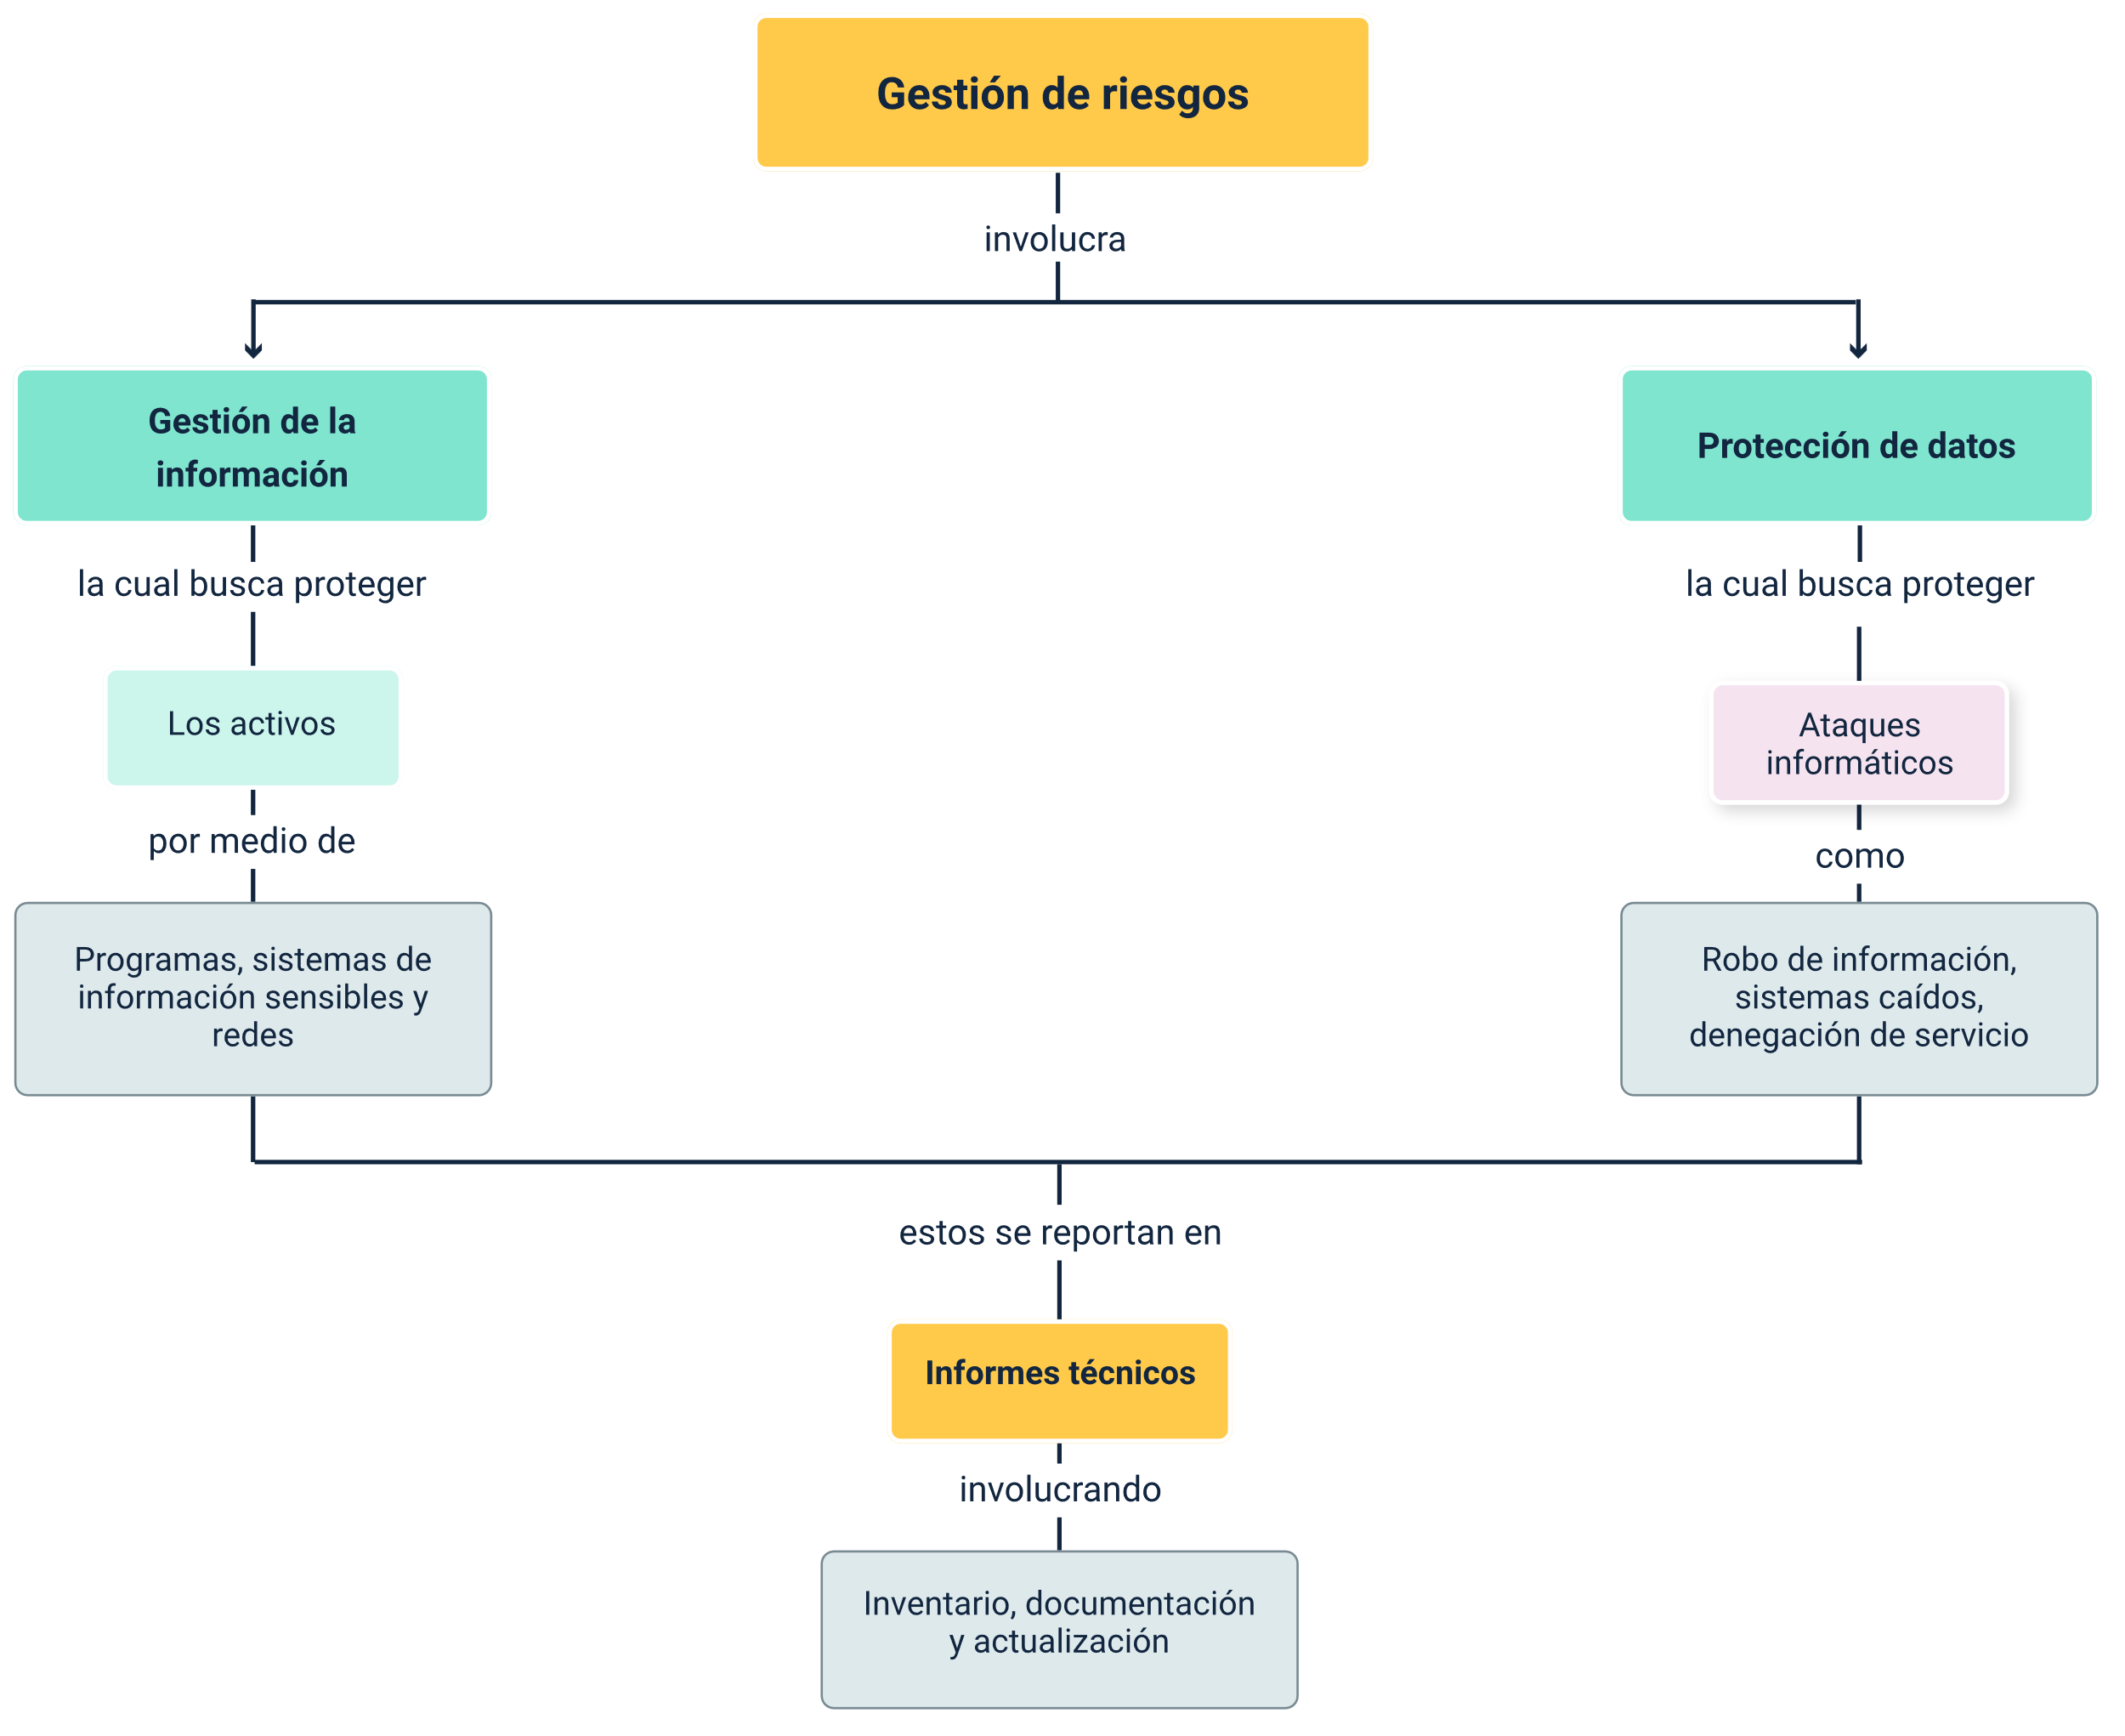 Gestión de riesgos
involucra
Gestión de la
información
la cual busca proteger
Los activos
por medio de
Programas, sistemas de
información sensibles y
redes
Protección de datos
la cual busca proteger
Ataques
informáticos
como
Robo de información,
sistemas caídos,
denegación de servicio
estos se reportan en
Informes técnicos
involucrando
Inventario, documentación
y actualización